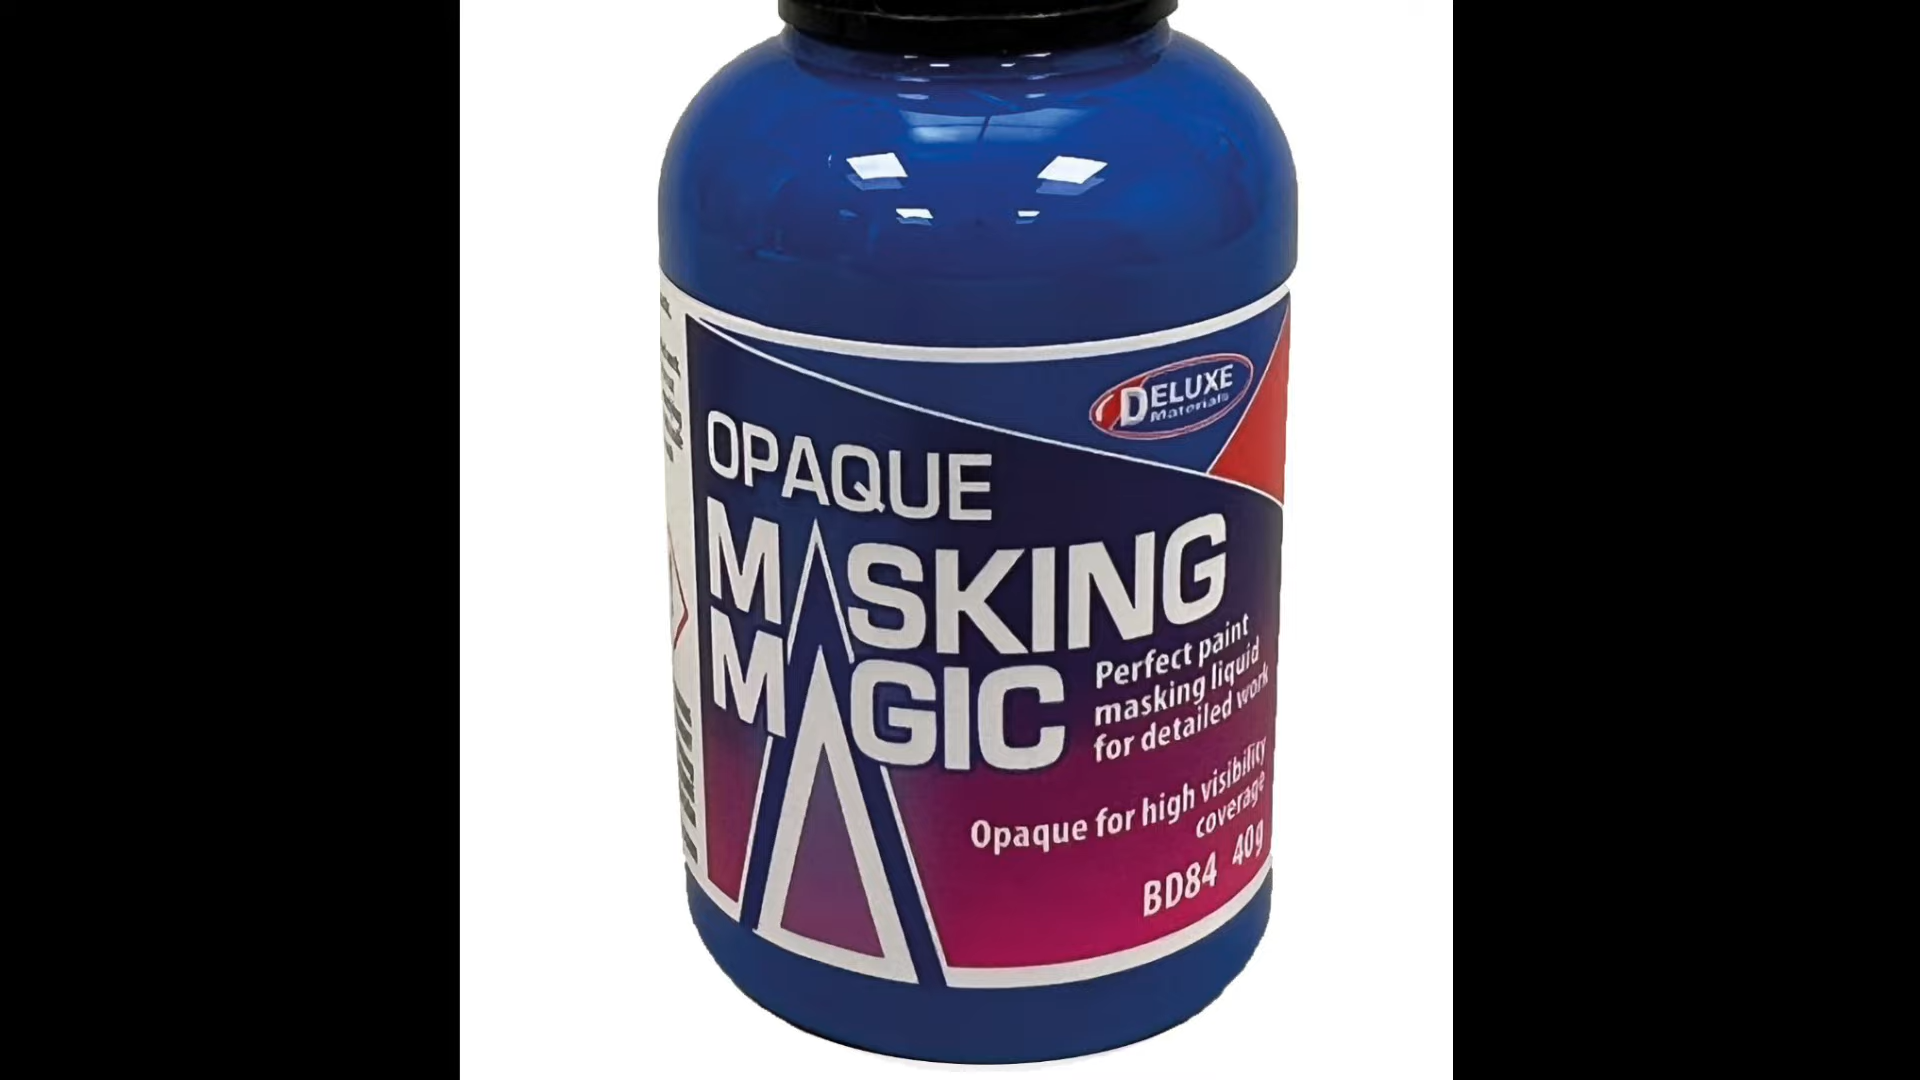 DELUXE
Materials
OPAQUE
MASKING
MAGIC
Perfect paint
masking liquid
for detailed work
Opaque for high visibility
coverage
BD84 40g